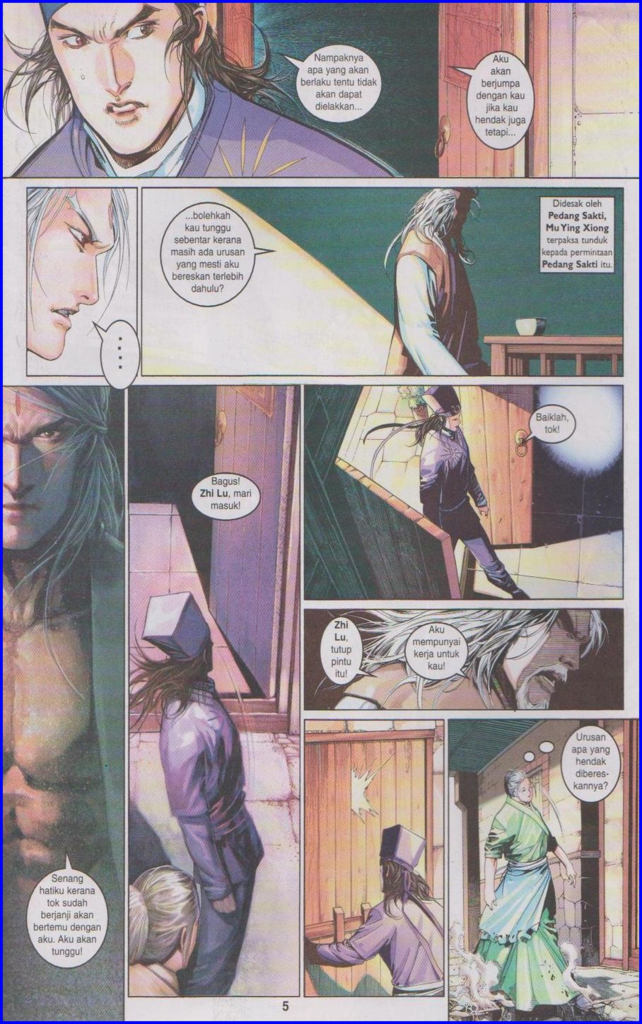 Nampaknya
apa yang akan
berlaku tentu tidak
akan dapat
dielakkan...
Aku
akan
berjumpa
dengan kau
jika kau
hendak juga
tetapi...
...bolehkah
kau tunggu
sebentar kerana
masih ada urusan
yang mesti aku
bereskan terlebih
dahulu?
Didesak oleh
Pedang Sakti,
Mu Ying Xiong
terpaksa tunduk
kepada permintaan
Pedang Sakti itu.
....
Bagus!
Zhi Lu, mari
masuk!
Senang
hatiku kerana
tok sudah
berjanji akan
bertemu dengan
aku. Aku akan
tunggu!
Baiklah,
tok!
Zhi
Lu,
tutup
pintu
itu!
Aku
mempunyai
kerja untuk
kau!
Urusan
apa yang
hendak
diberes-
kannya?
5